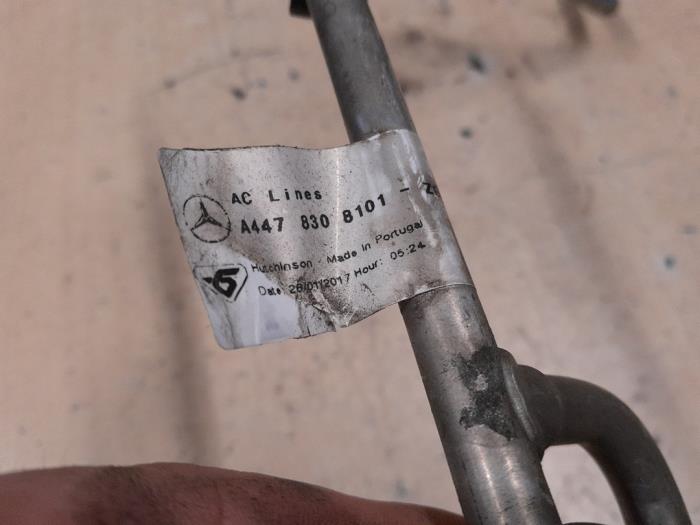 AC Lines
A447 830 8101 -
Hutchinson - Made in Portugal
Date 26/01/2017 Hour: 05:24